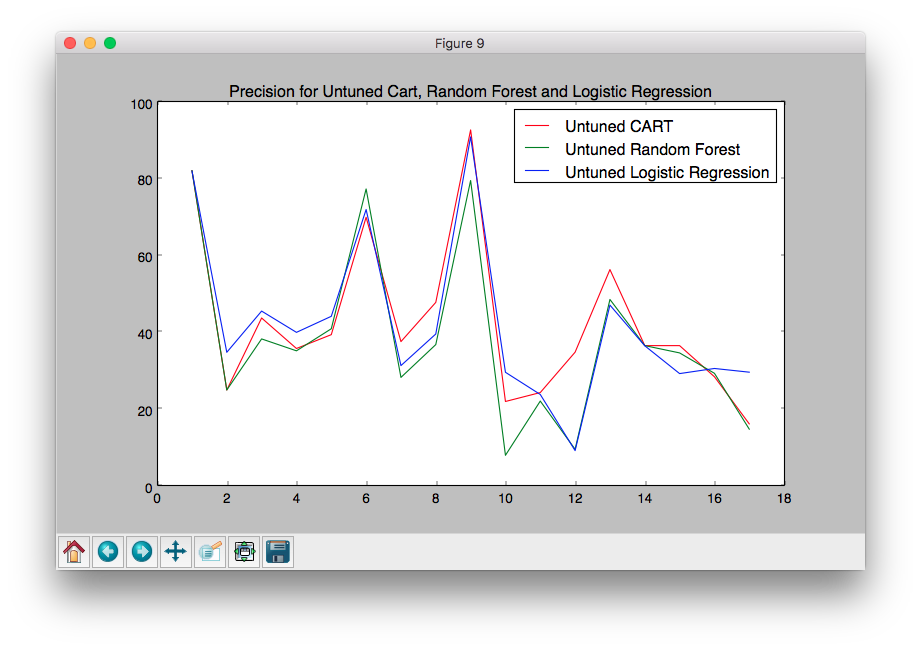 Figure 9
Precision for Untuned Cart, Random Forest and Logistic Regression
Untuned CART
Untuned Random Forest
Untuned Logistic Regression
100
80
60
40
20
0
0 2 4 6 8 10 12 14 16 18